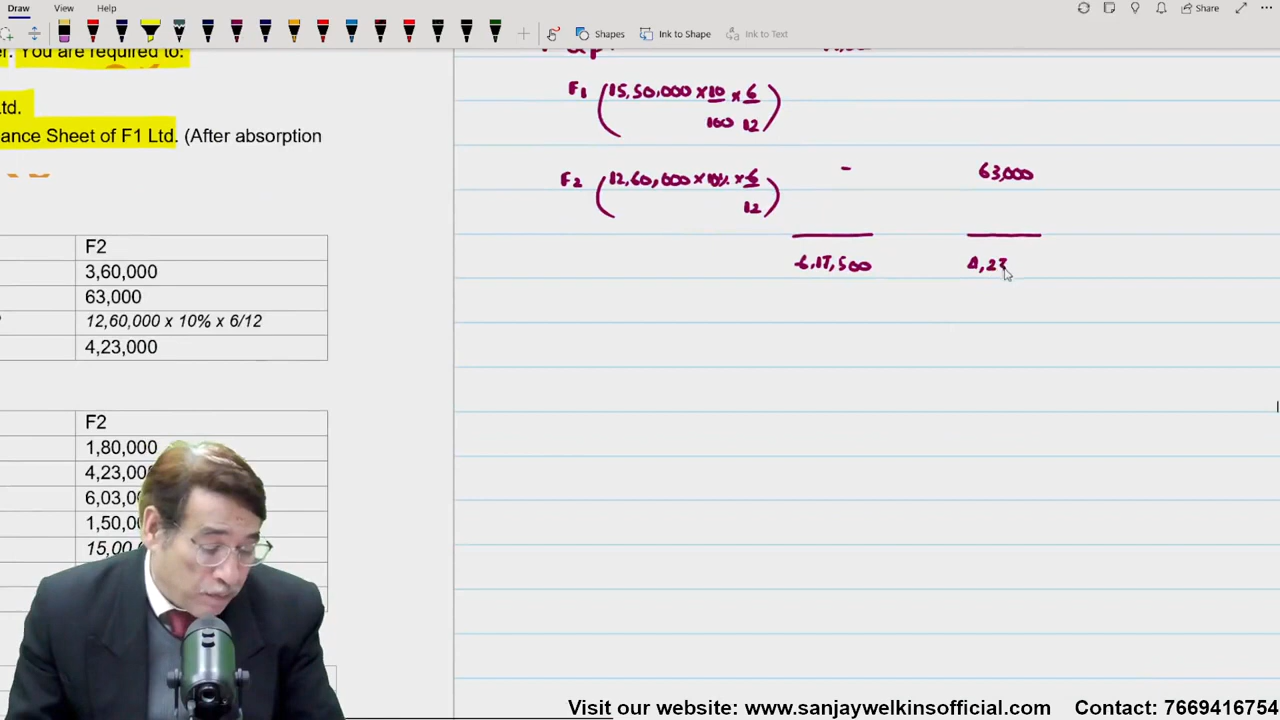 Draw View Help
Share
Shapes Ink to Shape Ink to Text
er. You are required to:
Ltd.
ance Sheet of F1 Ltd. (After absorption
F2
3,60,000
63,000
12,60,000 x 10% x 6/12
4,23,000
F2
1,80,000
4,23,000
6,03,0
1,50,0
15,00,
F1 (15,50,000 × 10/100 × 6/12)
F2 (12,60,000 × 10% × 6/12) - 63,000
6,17,500 4,23
Visit our website: www.sanjaywelkinsofficial.com Contact: 7669416754